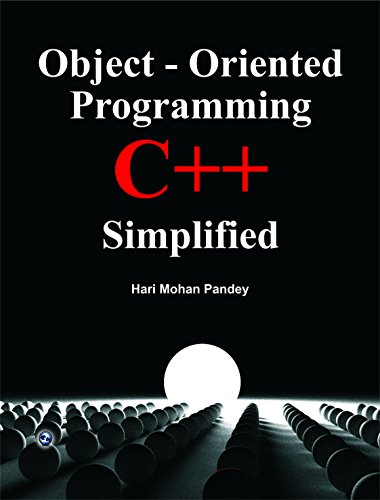 Object - Oriented
Programming
C++
Simplified
Hari Mohan Pandey